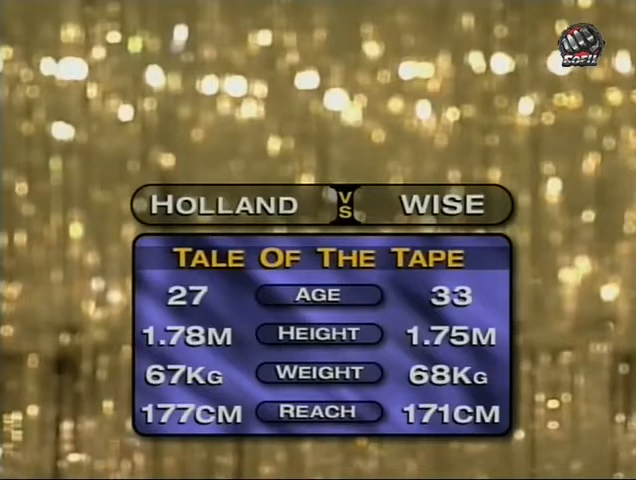 БОЕЦ
HOLLAND VS WISE
TALE OF THE TAPE
27 AGE 33
1.78M HEIGHT 1.75M
67KG WEIGHT 68KG
177CM REACH 171CM